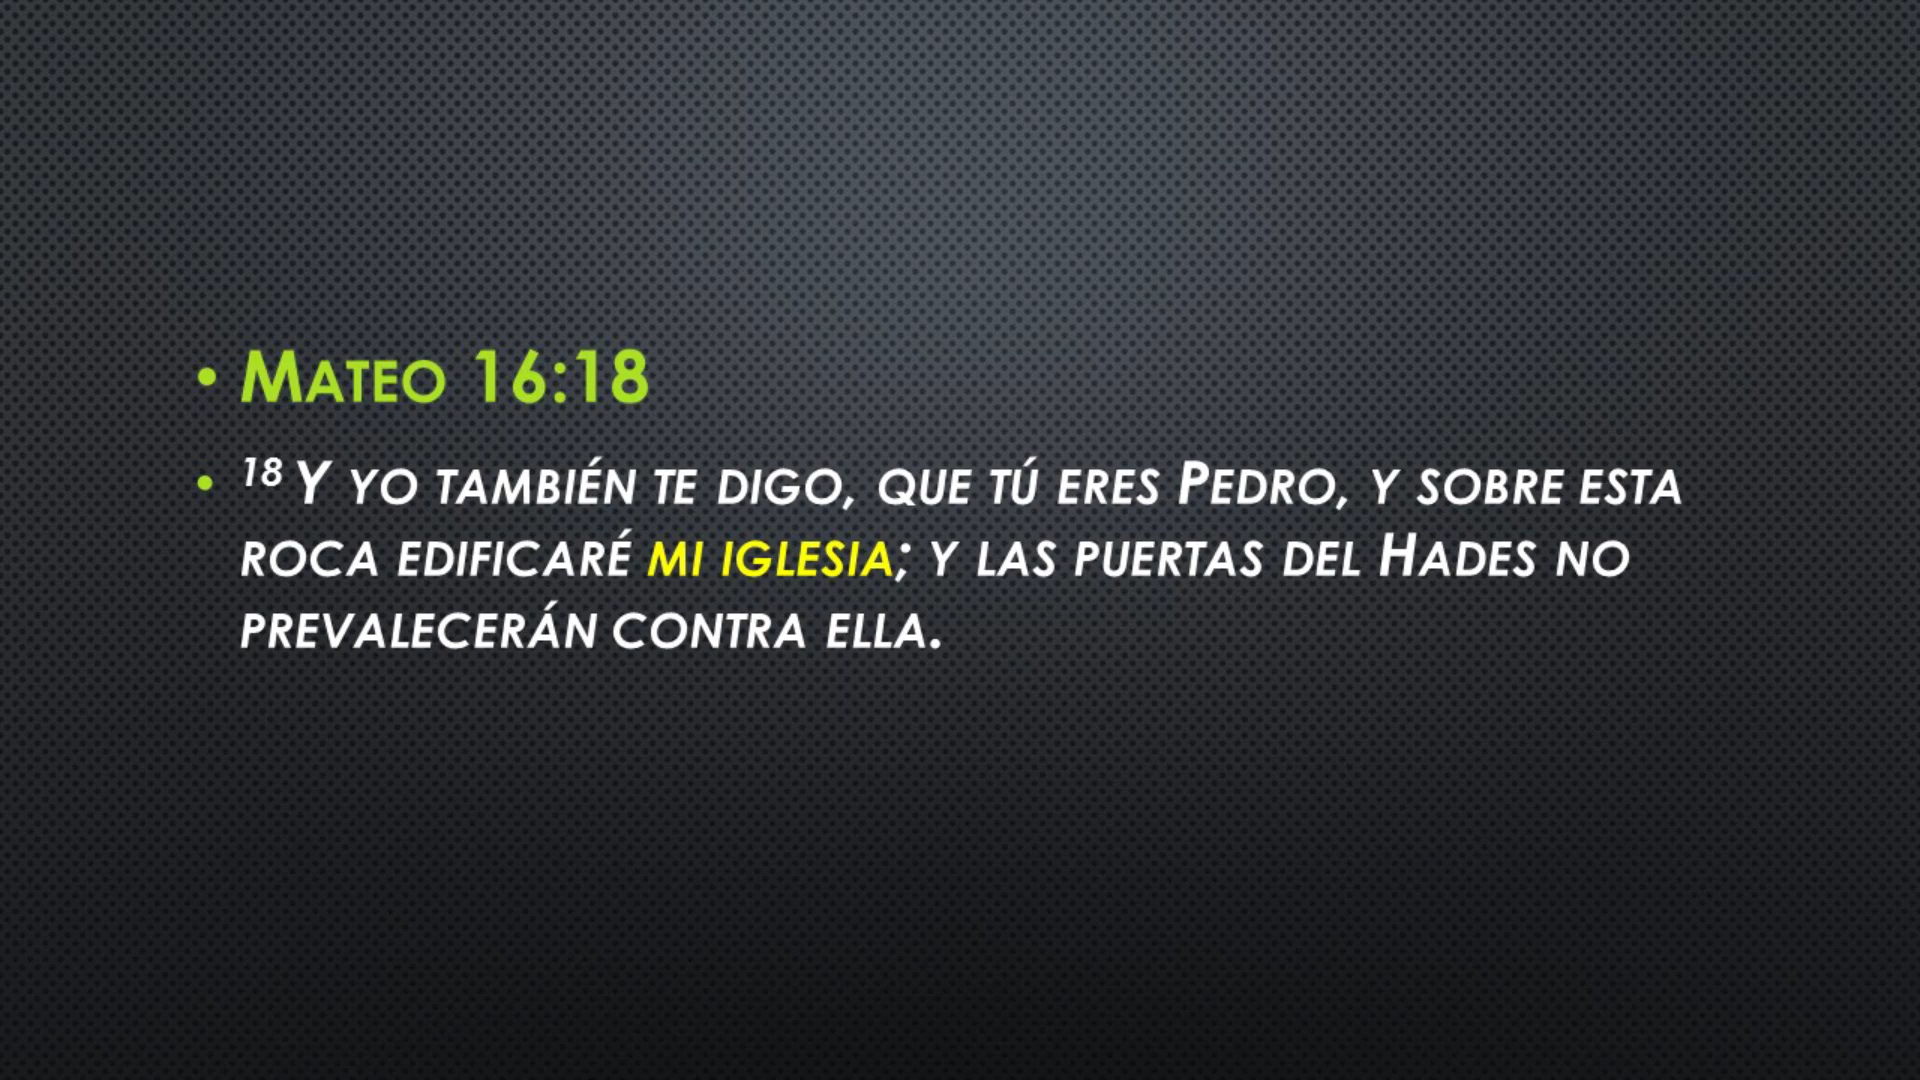 • Mateo 16:18
• 18 Y yo también te digo, que tú eres Pedro, y sobre esta
roca edificaré mi iglesia; y las puertas del Hades no
prevalecerán contra ella.